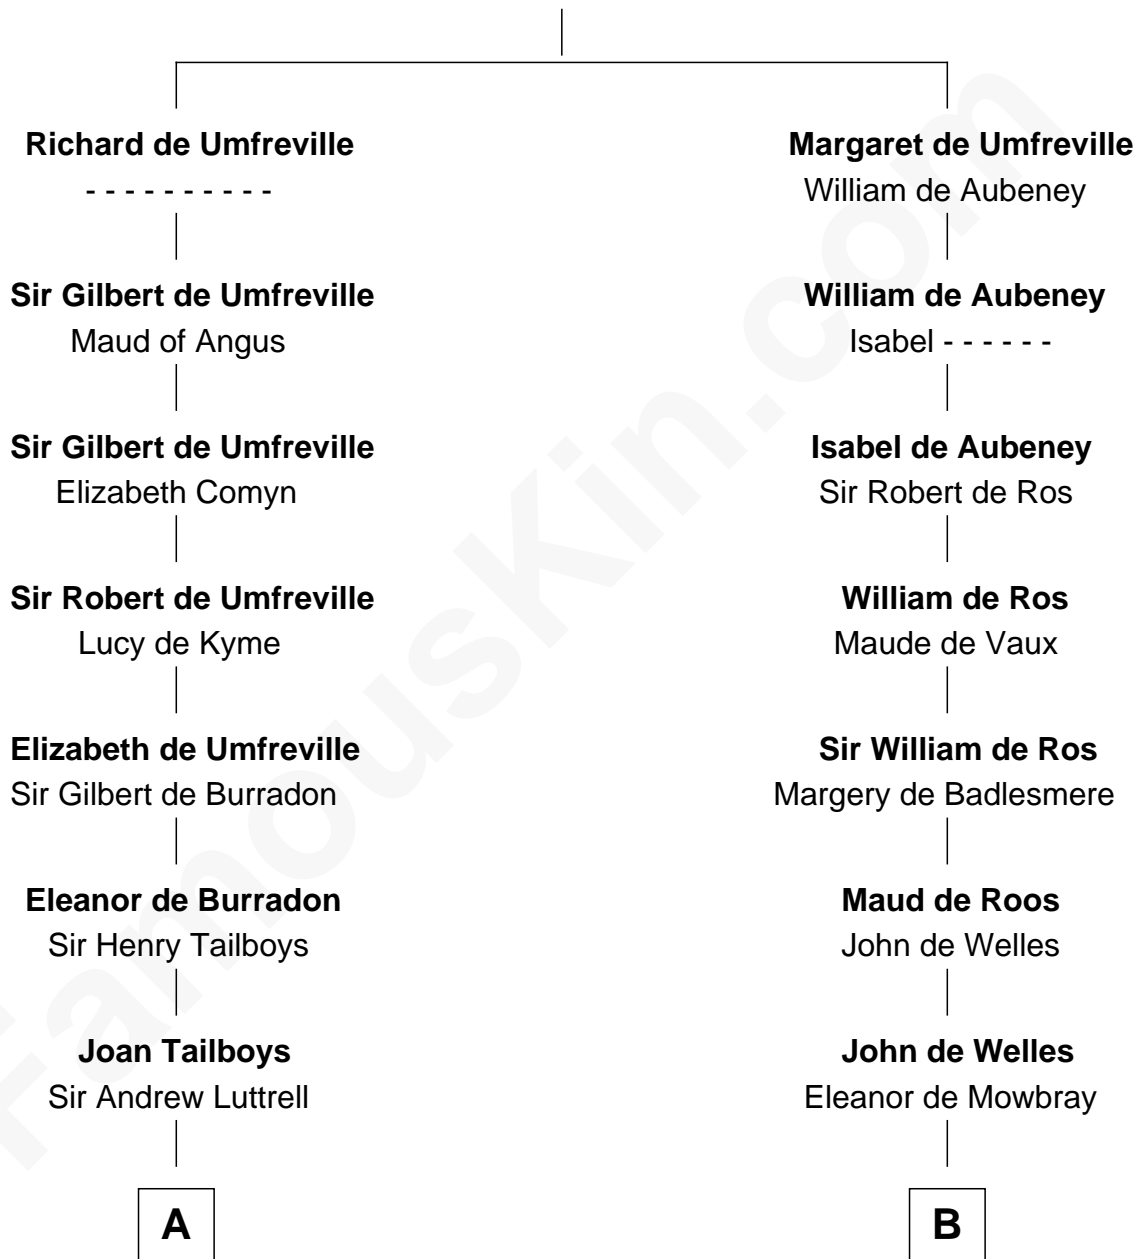 Richard de Umfreville
- - - - - - - - - -
Margaret de Umfreville
William de Aubeney
Sir Gilbert de Umfreville
Maud of Angus
William de Aubeney
Isabel - - - - - -
Sir Gilbert de Umfreville
Elizabeth Comyn
Isabel de Aubeney
Sir Robert de Ros
Sir Robert de Umfreville
Lucy de Kyme
William de Ros
Maude de Vaux
Elizabeth de Umfreville
Sir Gilbert de Burradon
Sir William de Ros
Margery de Badlesmere
Eleanor de Burradon
Sir Henry Tailboys
Maud de Roos
John de Welles
Joan Tailboys
Sir Andrew Luttrell
John de Welles
Eleanor de Mowbray
A
B
FamousKin.com